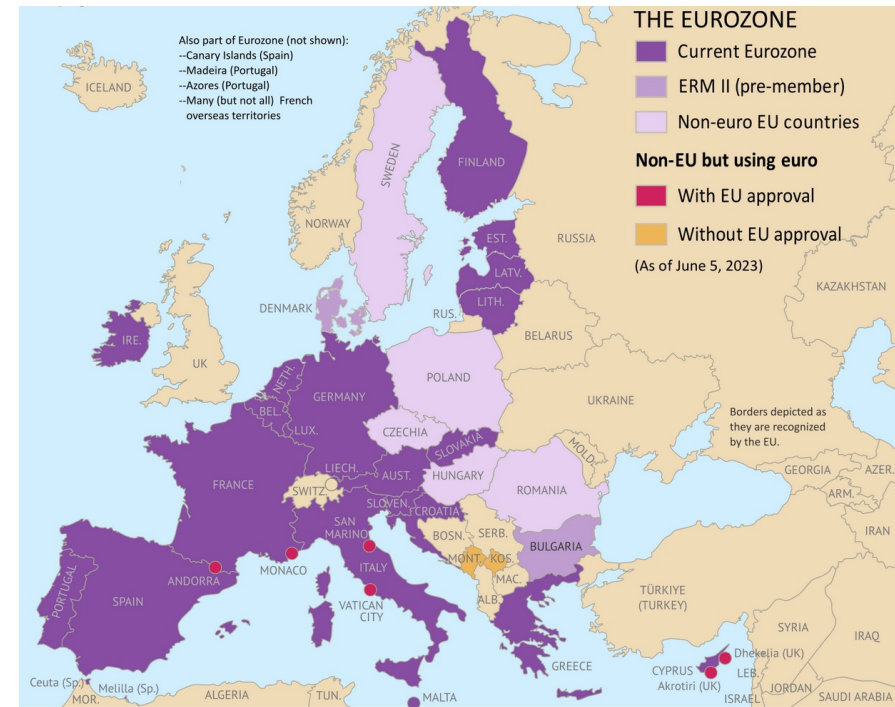 THE EUROZONE
Current Eurozone
ERM II (pre-member)
Non-euro EU countries
Non-EU but using euro
With EU approval
Without EU approval
(As of June 5, 2023)
Also part of Eurozone (not shown):
--Canary Islands (Spain)
--Madeira (Portugal)
--Azores (Portugal)
--Many (but not all) French
overseas territories
ICELAND
SWEDEN
FINLAND
NORWAY
RUSSIA
EST.
LATV.
LITH.
KAZAKHSTAN
DENMARK
RUS.
BELARUS
IRE.
UK
NETH.
BEL.
LUX.
GERMANY
POLAND
UKRAINE
Borders depicted as
they are recognized
by the EU.
CZECHIA
SLOVAKIA
MOLD.
LIECH.
AUST.
HUNGARY
FRANCE
SWITZ.
ROMANIA
GEORGIA
AZER.
ARM.
SLOVEN.
CROATIA
SAN
MARINO
BOSN.
SERB.
IRAN
BULGARIA
MONACO
ITALY
MONT.
KOS.
ANDORRA
MAC.
PORTUGAL
SPAIN
VATICAN
CITY
ALB.
TÜRKIYE
(TURKEY)
SYRIA
IRAQ
GREECE
CYPRUS
Dhekelia (UK)
LEB.
Akrotiri (UK)
Ceuta (Sp.)
Melilla (Sp.)
MOR.
ALGERIA
TUN.
MALTA
ISRAEL
JORDAN
SAUDI ARABIA